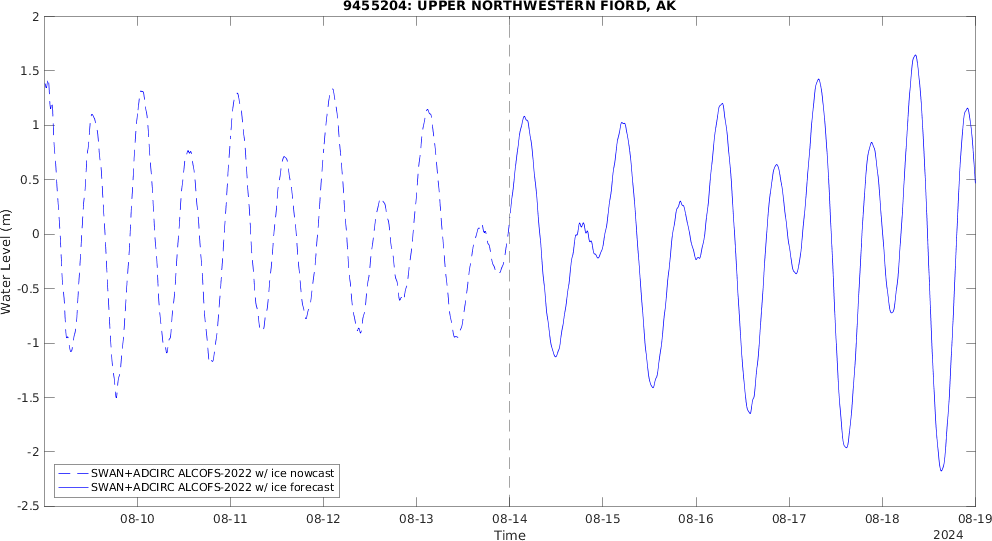 9455204: UPPER NORTHWESTERN FIORD, AK
2
1.5
1
0.5
0
-0.5
-1
-1.5
-2
-2.5
Water Level (m)
SWAN+ADCIRC ALCOFS-2022 w/ ice nowcast
SWAN+ADCIRC ALCOFS-2022 w/ ice forecast
08-10 08-11 08-12 08-13 08-14 08-15 08-16 08-17 08-18 08-19
Time
2024